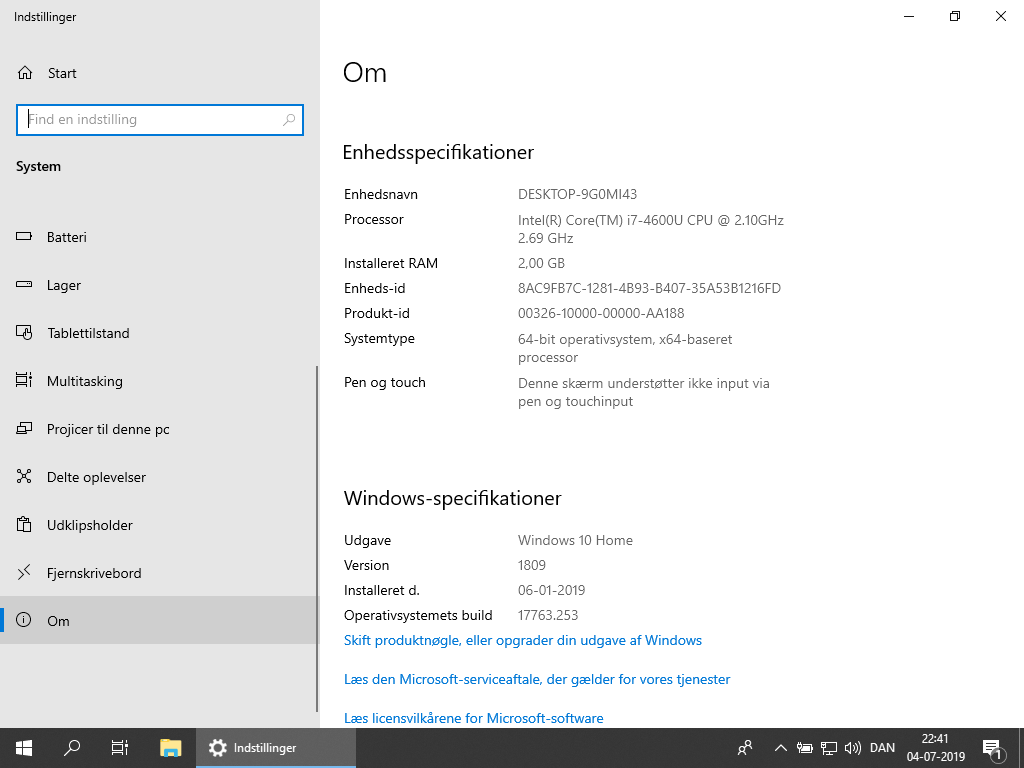 Indstillinger
Start
Find en indstilling
System
Batteri
Lager
Tablettilstand
Multitasking
Projicer til denne pc
Delte oplevelser
Udklipsholder
Fjernskrivebord
Om
Om
Enhedsspecifikationer
Enhedsnavn DESKTOP-9G0MI43
Processor Intel(R) Core(TM) i7-4600U CPU @ 2.10GHz
2.69 GHz
Installeret RAM 2,00 GB
Enheds-id 8AC9FB7C-1281-4B93-B407-35A53B1216FD
Produkt-id 00326-10000-00000-AA188
Systemtype 64-bit operativsystem, x64-baseret
processor
Pen og touch Denne skærm understøtter ikke input via
pen og touchinput
Windows-specifikationer
Udgave Windows 10 Home
Version 1809
Installeret d. 06-01-2019
Operativsystemets build 17763.253
Skift produktnøgle, eller opgrader din udgave af Windows
Læs den Microsoft-serviceaftale, der gælder for vores tjenester
Læs licensvilkårene for Microsoft-software
Indstillinger
DAN
22:41
04-07-2019
1